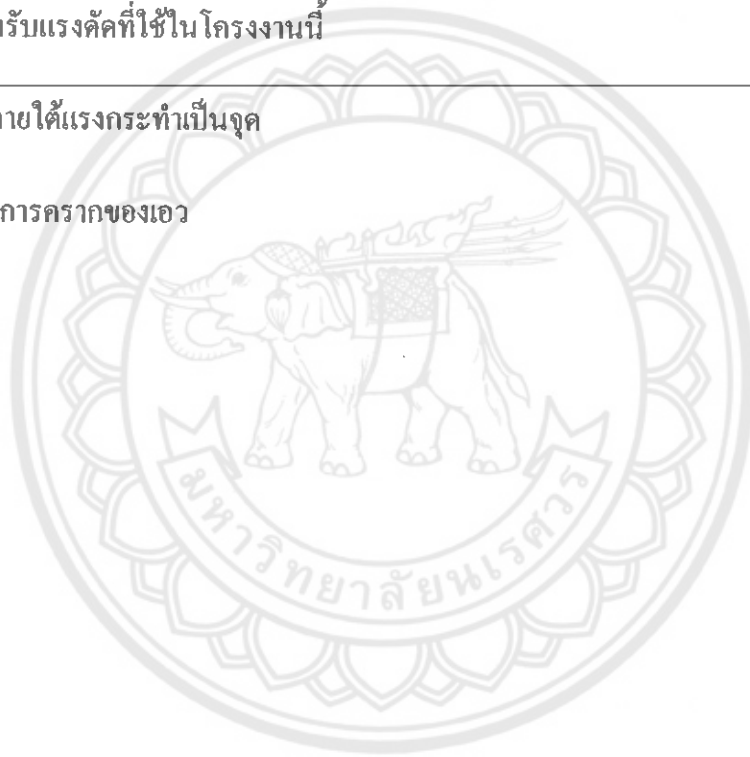 รับแรงดัดที่ใช้ในโครงงานนี้
ภายใต้แรงกระทำเป็นจุด
การครากของเอว
มหาวิทยาลัยนเรศวร